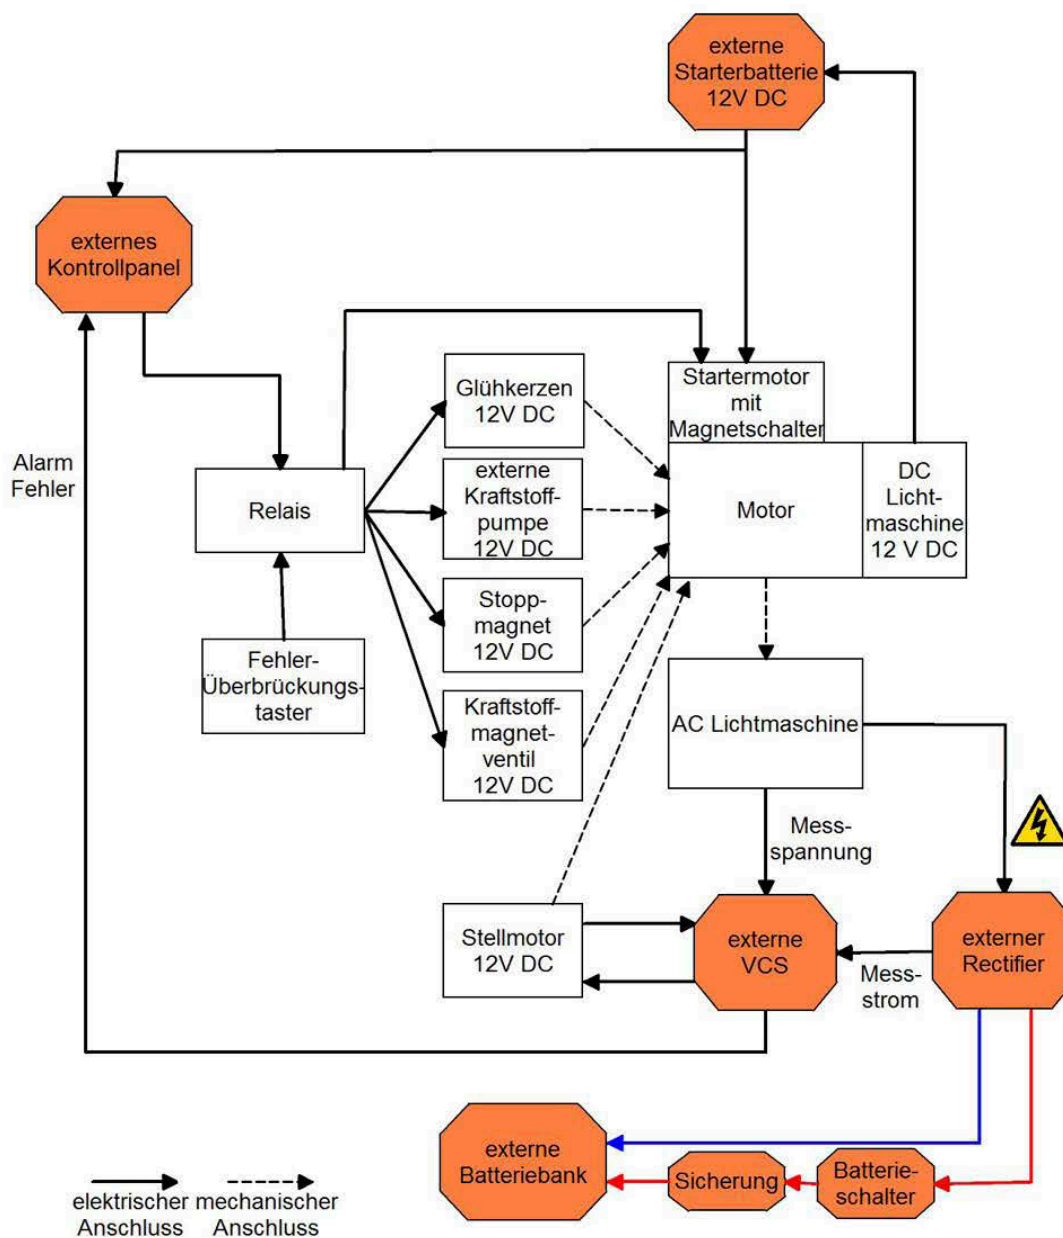 externe
Starterbatterie
12V DC
externes
Kontrollpanel
Alarm
Fehler
Glühkerzen
12V DC
Startermotor
mit
Magnetschalter
Relais
externe
Kraftstoff-
pumpe
12V DC
Motor
DC
Licht-
maschine
12 V DC
Stopp-
magnet
12V DC
Fehler-
Überbrückungs-
taster
Kraftstoff-
magnet-
ventil
12V DC
AC Lichtmaschine
Mess-
spannung
Stellmotor
12V DC
externe
VCS
Mess-
strom
externer
Rectifier
externe
Batteriebank
Sicherung
Batterie-
schalter
elektrischer
Anschluss
mechanischer
Anschluss